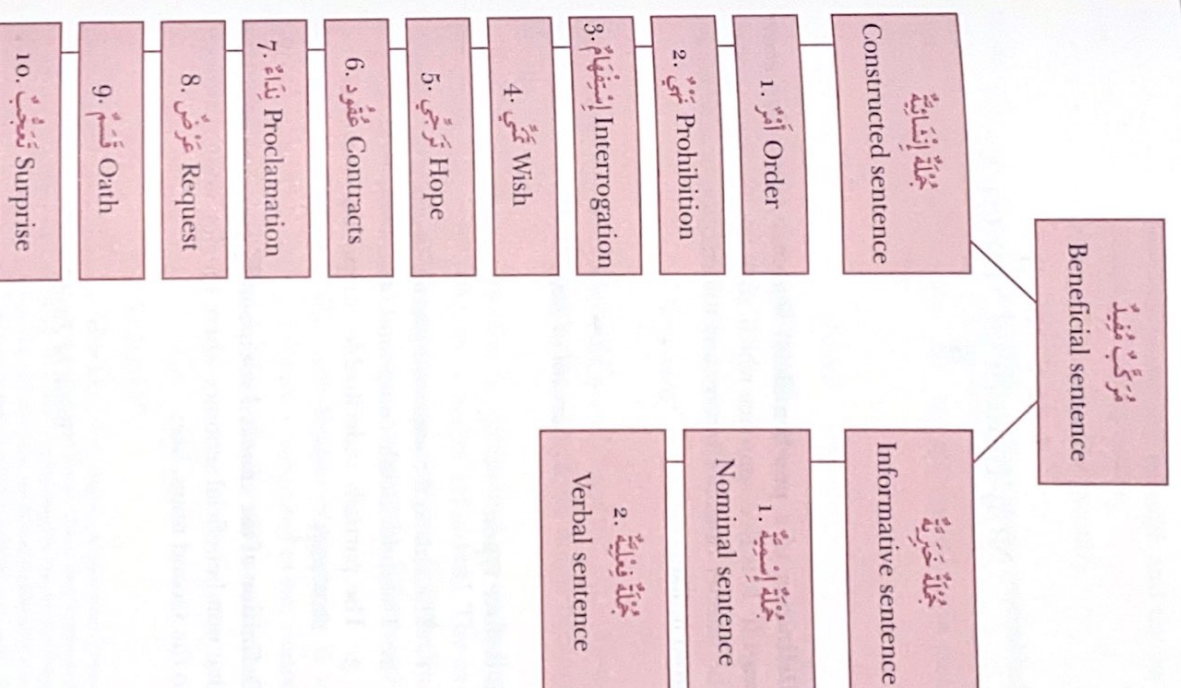 مُرَكَّبٌ مُفِيدٌ
Beneficial sentence
جُمْلَةٌ إِنْشَائِيَّةٌ
Constructed sentence
1. أَمْرٌ Order
2. نَهْيٌ Prohibition
3. إِسْتِفْهَامٌ Interrogation
4. تَمَنِّي Wish
5. تَرَجِّي Hope
6. عُقُود Contracts
7. نِدَاءٌ Proclamation
8. عَرْضٌ Request
9. قَسَمٌ Oath
10. تَعَجُّبٌ Surprise
جُمْلَةٌ خَبَرِيَّةٌ
Informative sentence
1. جُمْلَةٌ إِسْمِيَّةٌ
Nominal sentence
2. جُمْلَةٌ فِعْلِيَّةٌ
Verbal sentence